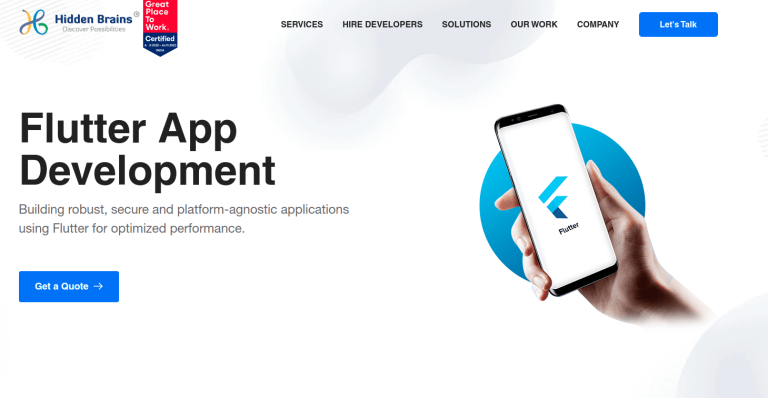 Hidden Brains®
Discover Possibilities
Great
Place
To
Work.
Certified
INDIA
SERVICES
HIRE DEVELOPERS
SOLUTIONS
OUR WORK
COMPANY
Let's Talk
Flutter App
Development
Building robust, secure and platform-agnostic applications
using Flutter for optimized performance.
Get a Quote →
Flutter